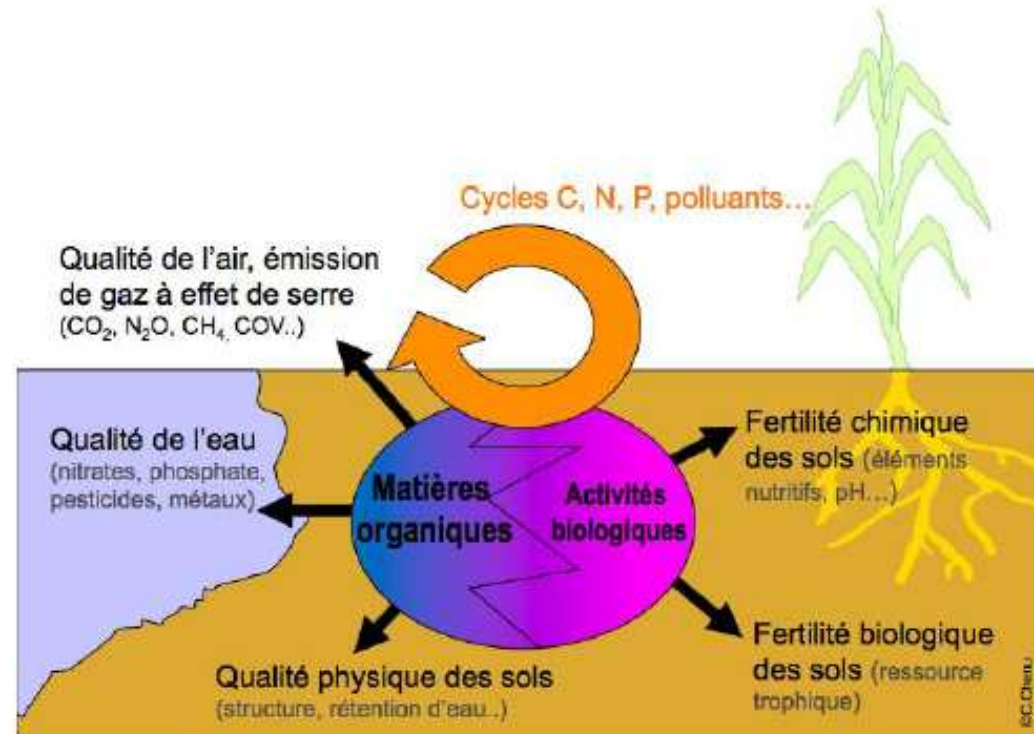 Cycles C, N, P, polluants...
Qualité de l'air, émission
de gaz à effet de serre
(CO₂, N₂O, CH₄, COV..)
Qualité de l'eau
(nitrates, phosphate,
pesticides, métaux)
Matières
organiques
Activités
biologiques
Fertilité chimique
des sols (éléments
nutritifs, pH...)
Qualité physique des sols
(structure, rétention d'eau..)
Fertilité biologique
des sols (ressource
trophique)
©C.Chenu